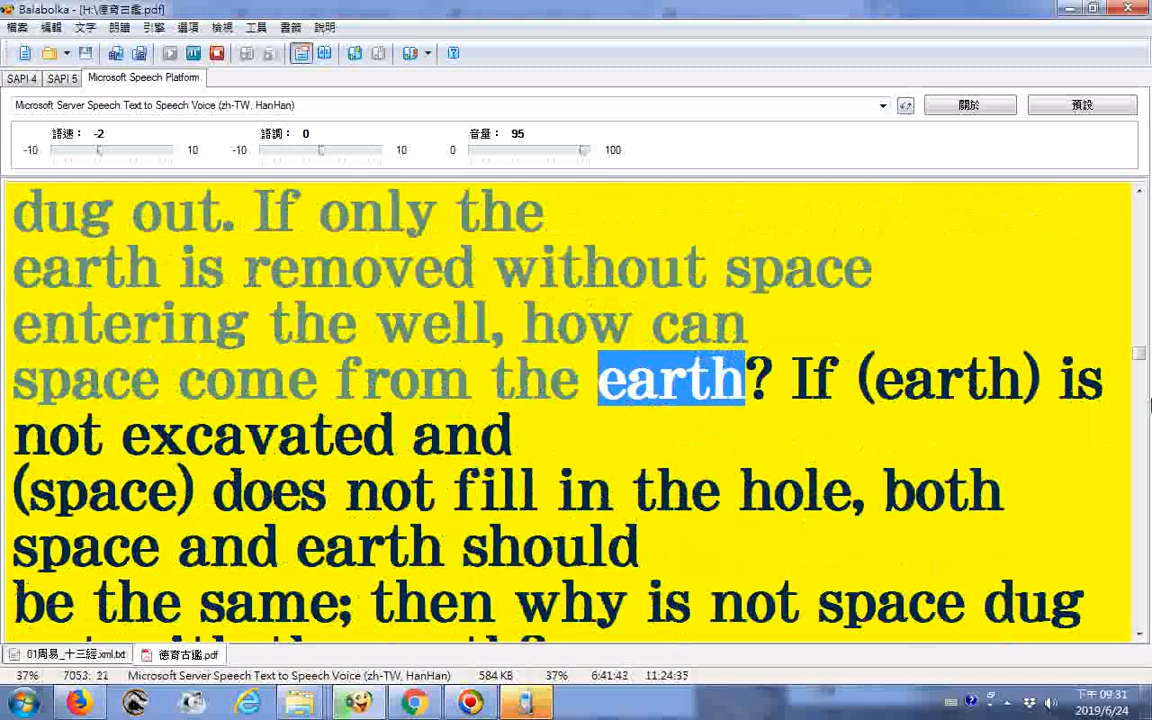 Balabolka - [H:\德育古鑑.pdf]
檔案 編輯 文字 朗讀 引擎 選項 檢視 工具 書籤 說明
SAPI 4 SAPI 5 Microsoft Speech Platform
Microsoft Server Speech Text to Speech Voice (zh-TW, HanHan) 關於 預設
語速： -2 語調： 0 音量： 95
-10 10 -10 10 0 100
dug out. If only the
earth is removed without space
entering the well, how can
space come from the earth? If (earth) is
not excavated and
(space) does not fill in the hole, both
space and earth should
be the same; then why is not space dug
01周易_十三經.xml.txt 德育古鑑.pdf
37% 7053: 21 Microsoft Server Speech Text to Speech Voice (zh-TW, HanHan) 584 KB 37% 6:41:42 11:24:35
下午 09:31
2019/6/24